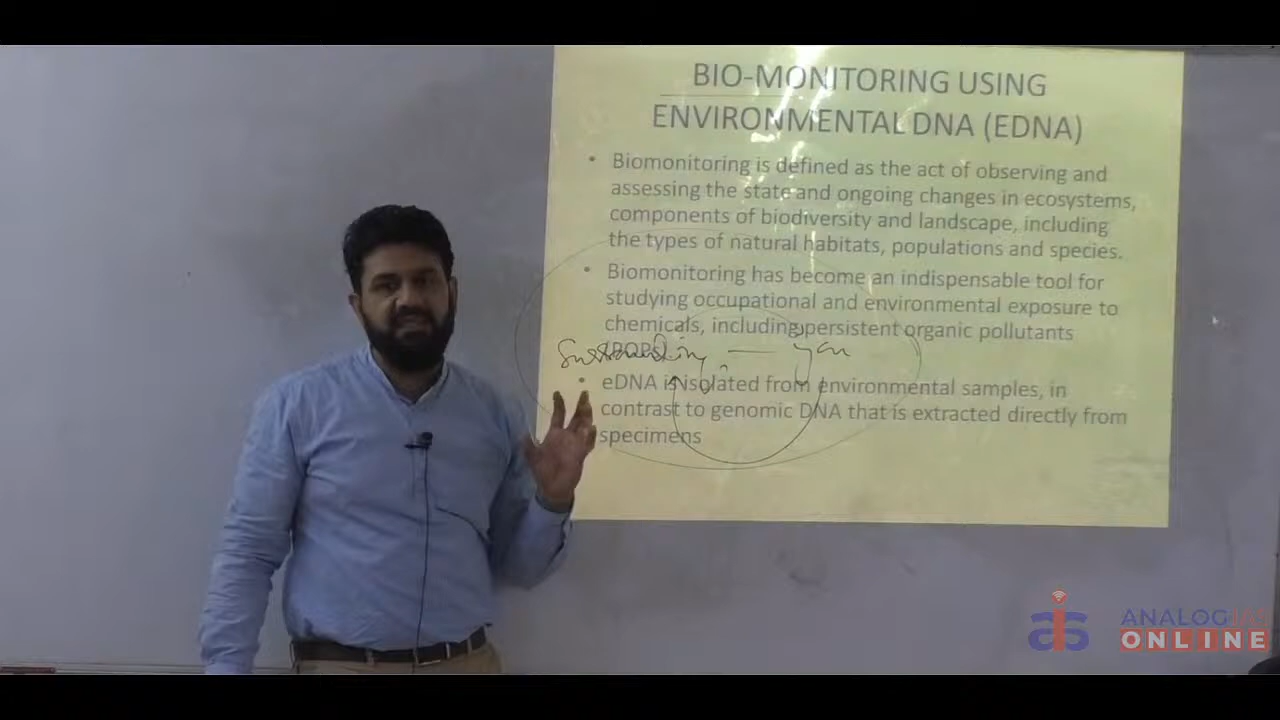 BIO-MONITORING USING
ENVIRONMENTAL DNA (EDNA)
• Biomonitoring is defined as the act of observing and
assessing the state and ongoing changes in ecosystems,
components of biodiversity and landscape, including
the types of natural habitats, populations and species.
• Biomonitoring has become an indispensable tool for
studying occupational and environmental exposure to
chemicals, including persistent organic pollutants
(POPs)
• eDNA is isolated from environmental samples, in
contrast to genomic DNA that is extracted directly from
specimens
ANALOG
ONLINE